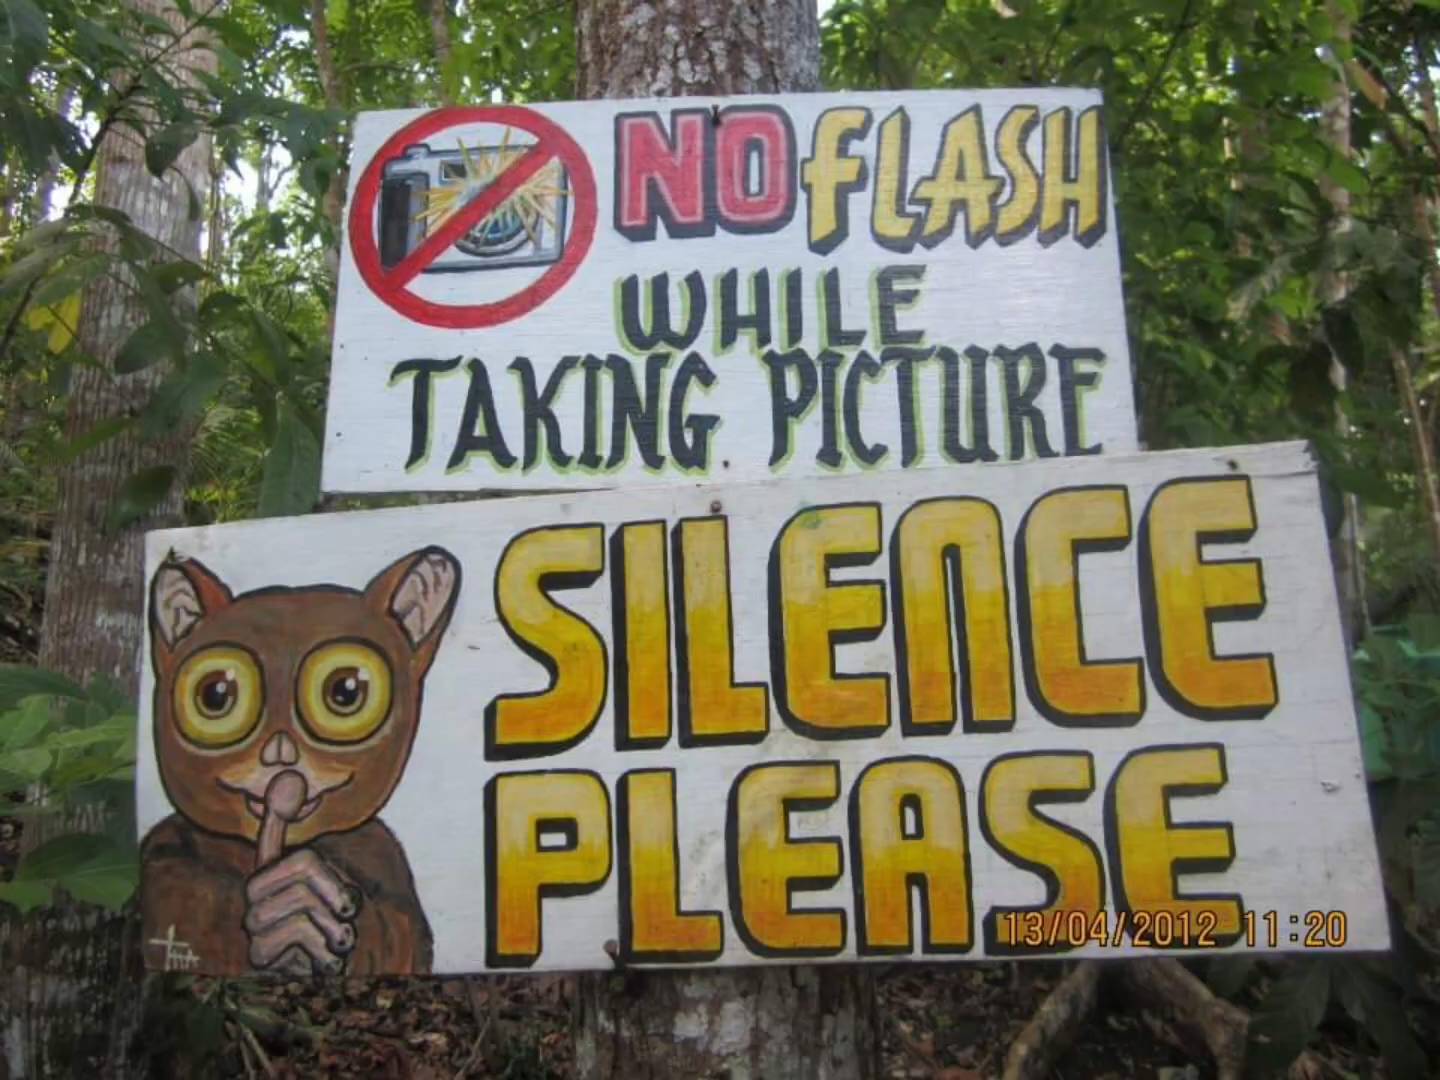 NO FLASH
WHILE
TAKING PICTURE
SILENCE
PLEASE
13/04/2012 11:20